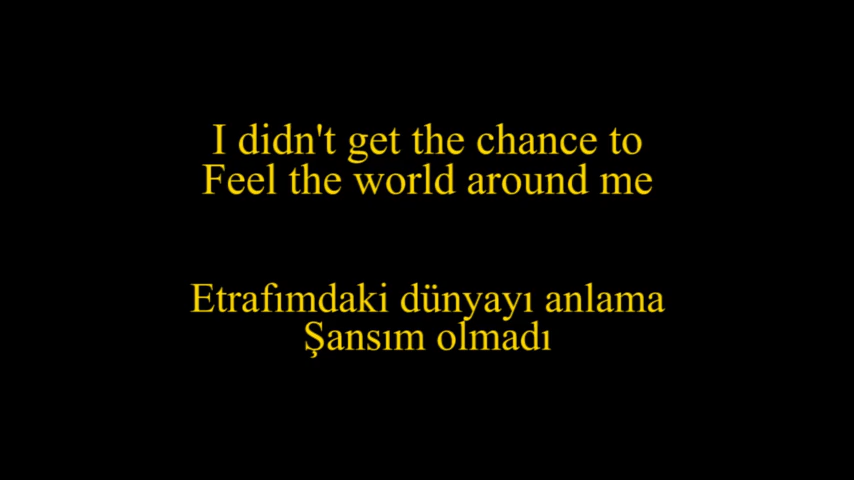 I didn't get the chance to
Feel the world around me
Etrafımdaki dünyayı anlama
Şansım olmadı